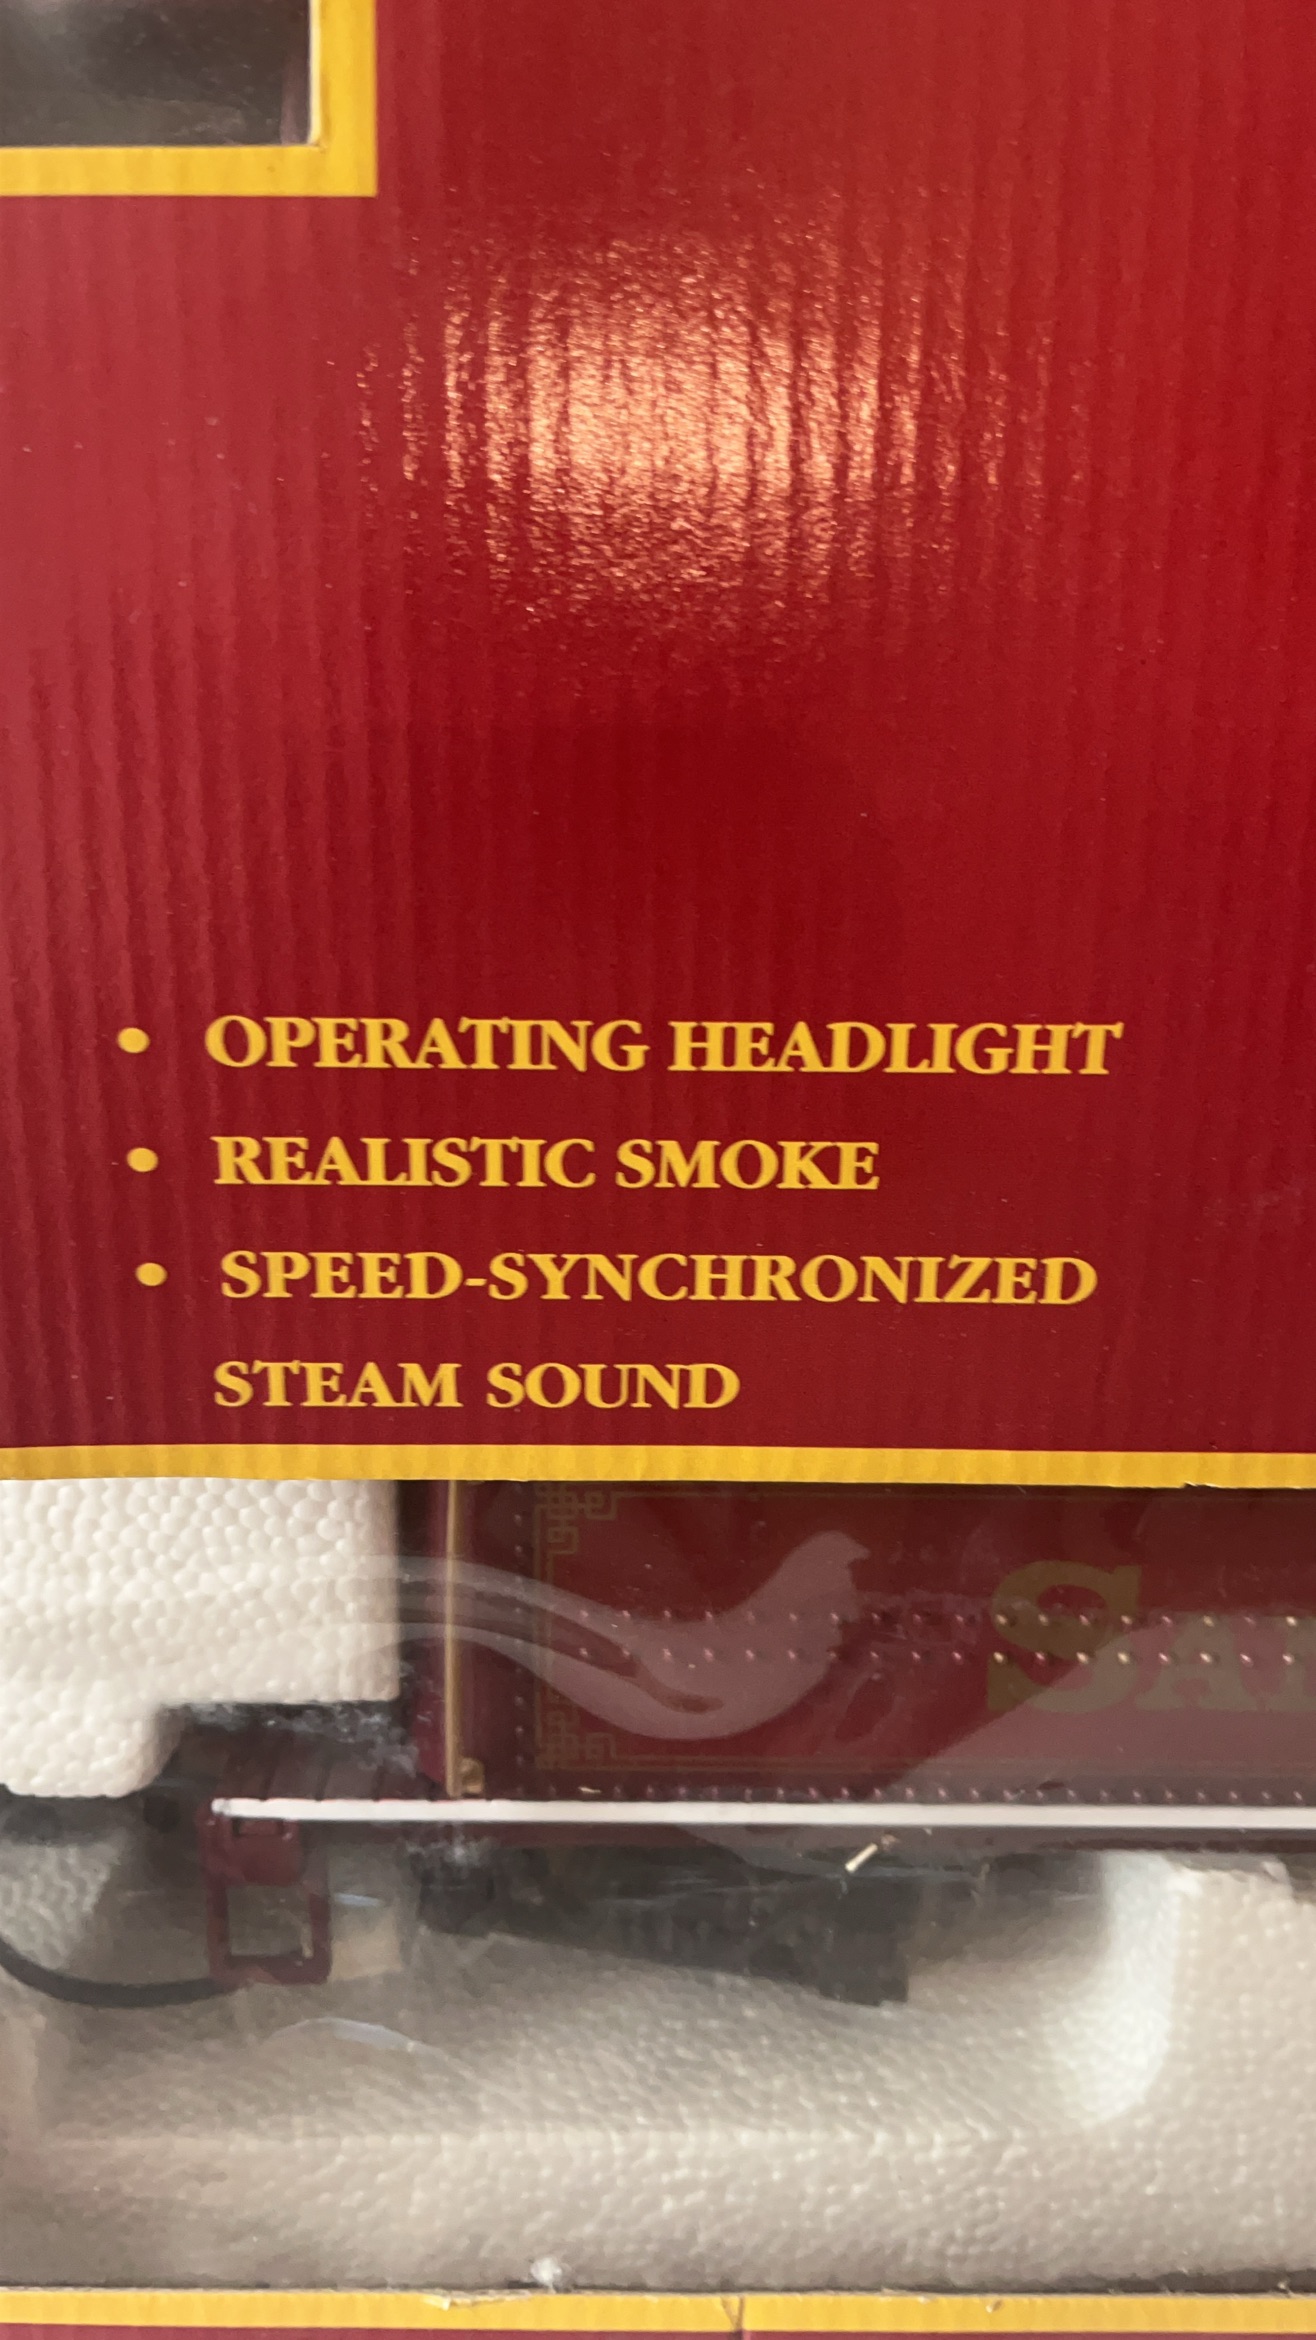 • OPERATING HEADLIGHT
• REALISTIC SMOKE
• SPEED-SYNCHRONIZED
STEAM SOUND